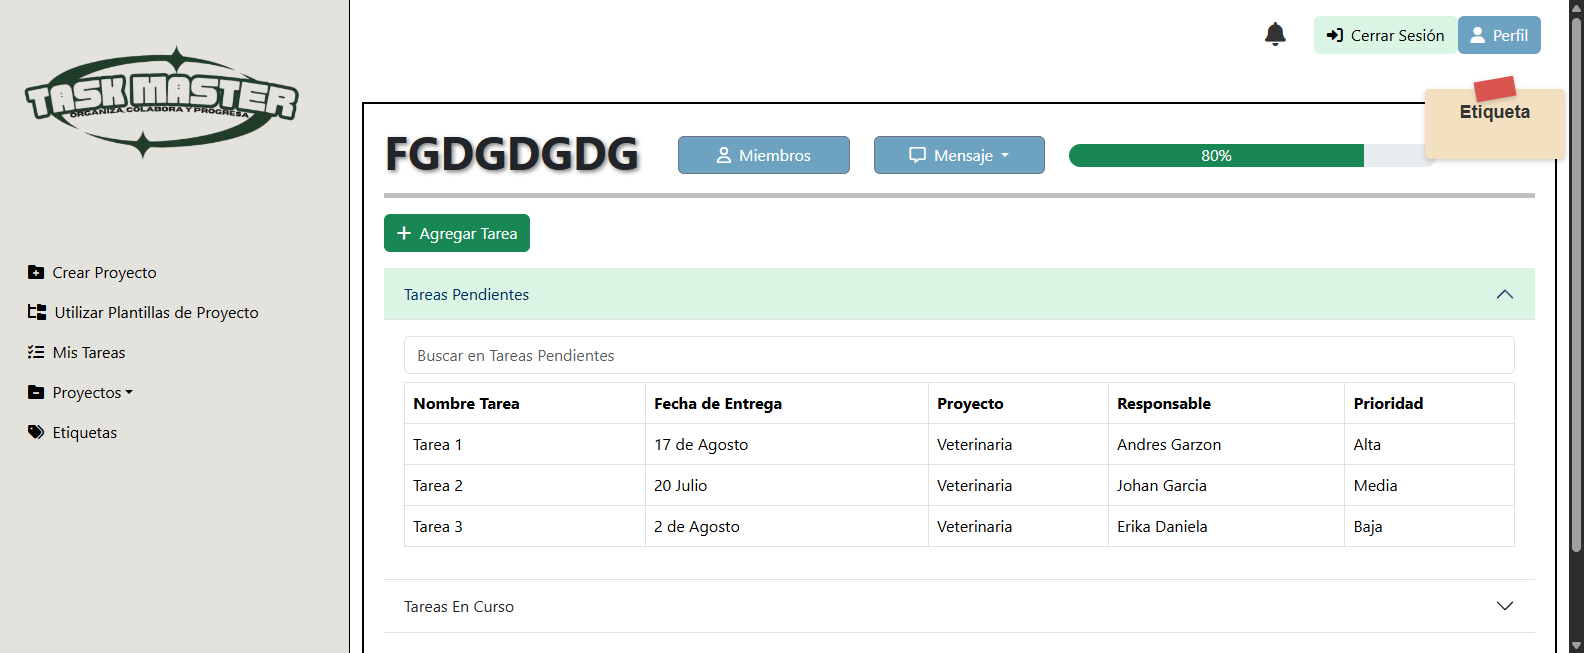 TASK MASTER
ORGANIZA, COLABORA Y PROGRESA
Crear Proyecto
Utilizar Plantillas de Proyecto
Mis Tareas
Proyectos
Etiquetas
Cerrar Sesión
Perfil
Etiqueta
FGDGDGDG
Miembros
Mensaje
80%
Agregar Tarea
Tareas Pendientes
Buscar en Tareas Pendientes
Nombre Tarea Fecha de Entrega Proyecto Responsable Prioridad
Tarea 1 17 de Agosto Veterinaria Andres Garzon Alta
Tarea 2 20 Julio Veterinaria Johan Garcia Media
Tarea 3 2 de Agosto Veterinaria Erika Daniela Baja
Tareas En Curso